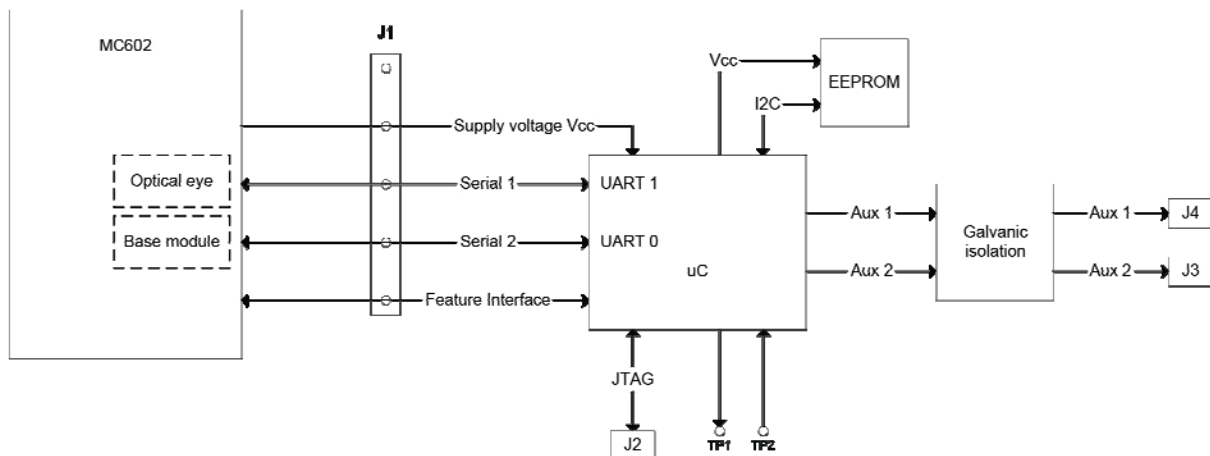 MC602
J1
Vcc
EEPROM
I2C
Supply voltage Vcc
Optical eye
Serial 1
UART 1
Base module
Serial 2
UART 0
uC
Feature Interface
Aux 1
Aux 2
Galvanic
isolation
Aux 1
J4
Aux 2
J3
JTAG
J2
TP1
TP2